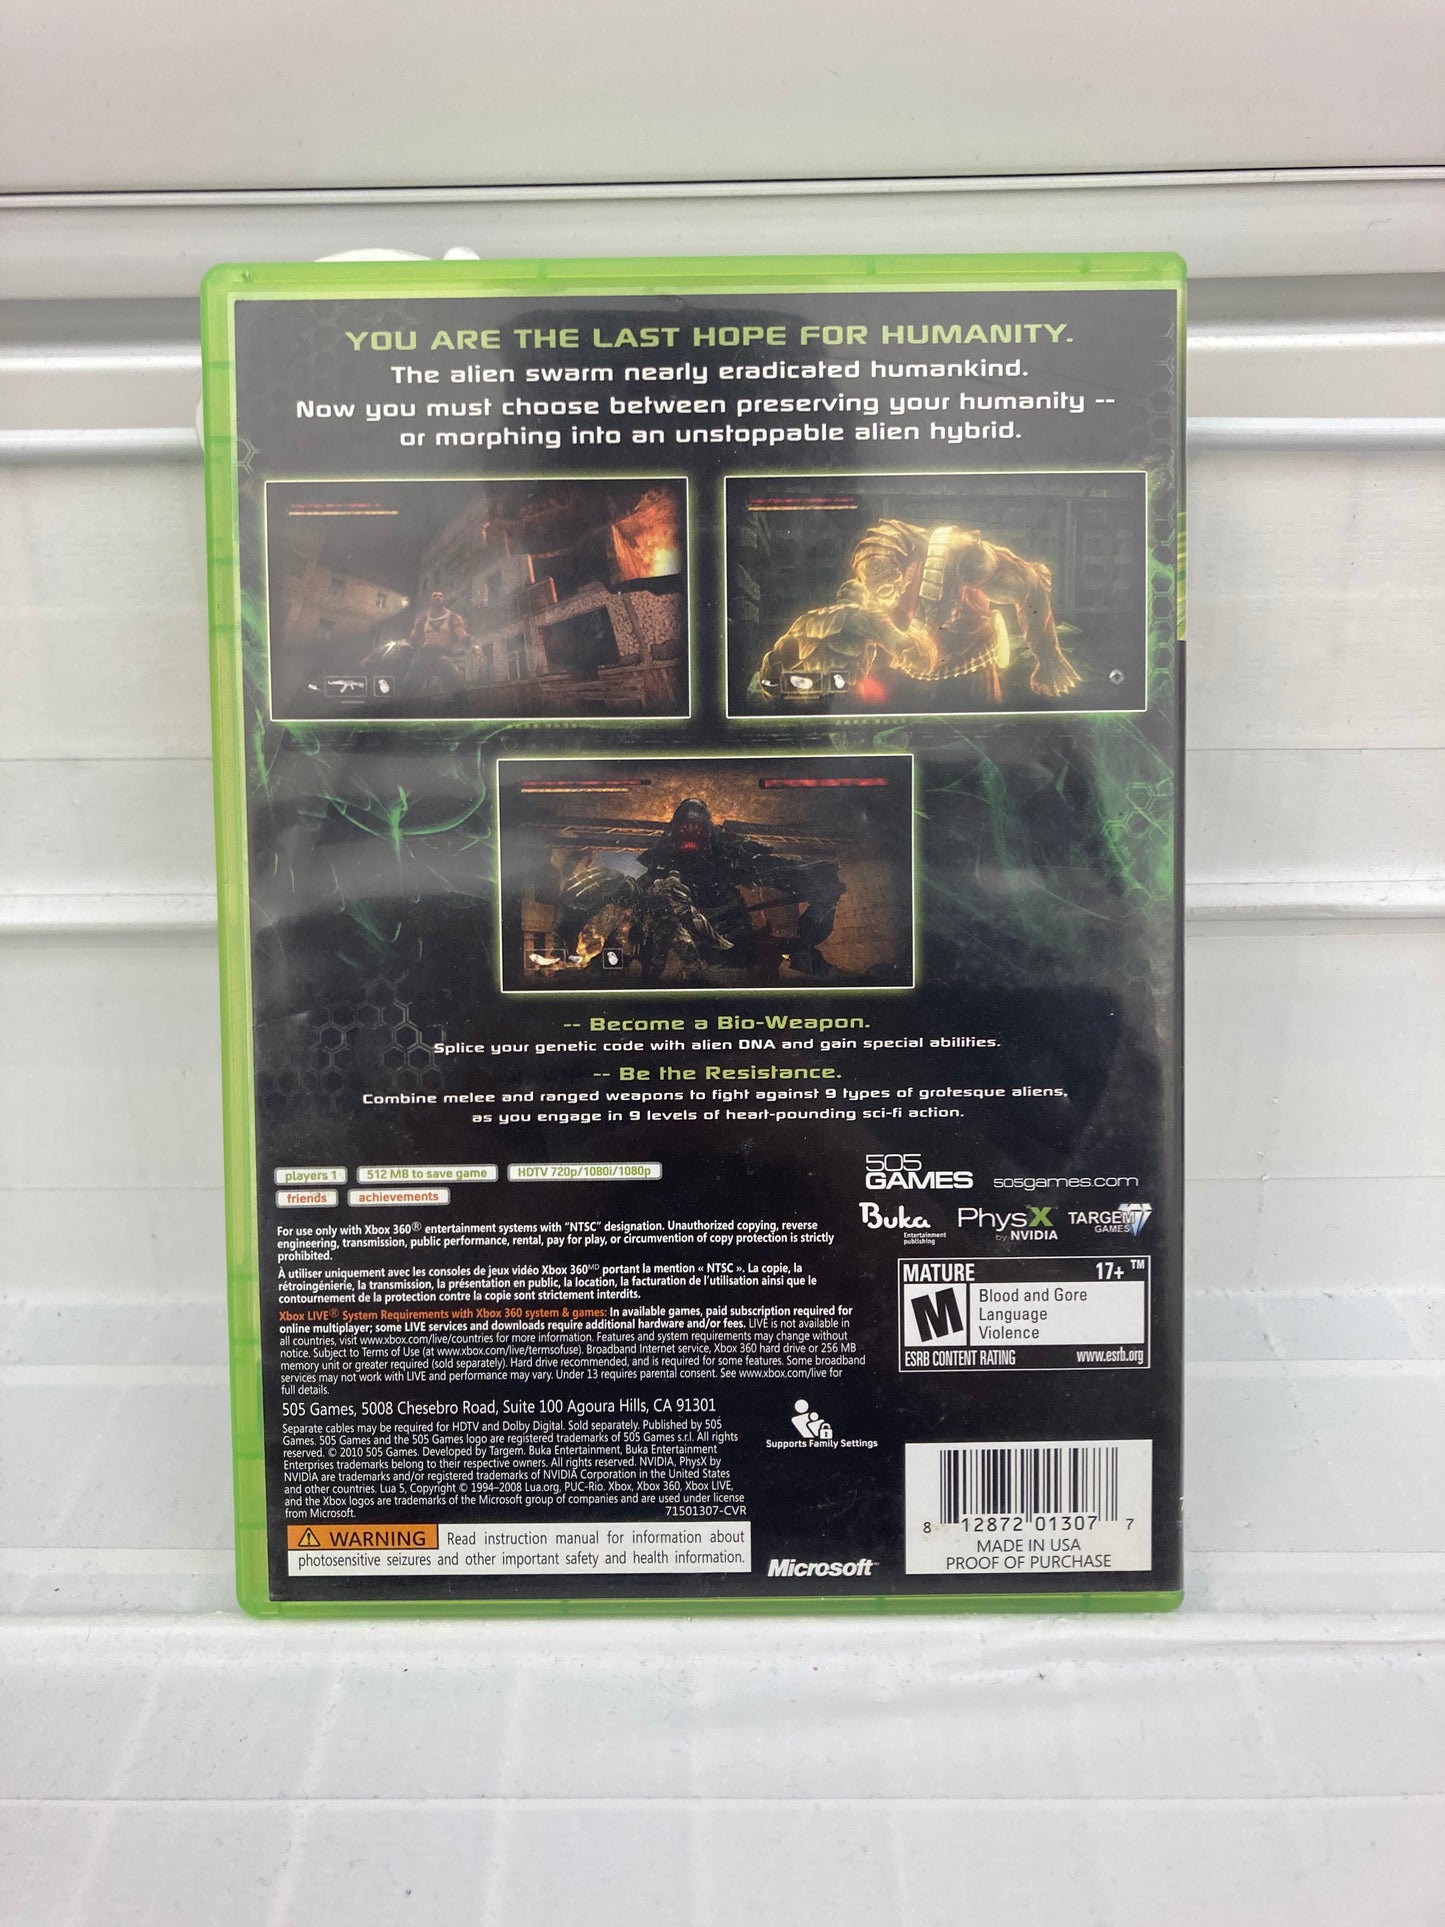 YOU ARE THE LAST HOPE FOR HUMANITY.
The alien swarm nearly eradicated humankind.
Now you must choose between preserving your humanity --
or morphing into an unstoppable alien hybrid.
-- Become a Bio-Weapon.
Splice your genetic code with alien DNA and gain special abilities.
-- Be the Resistance.
Combine melee and ranged weapons to fight against 9 types of grotesque aliens,
as you engage in 9 levels of heart-pounding sci-fi action.
players 1 512 MB to save game HDTV 720p/1080i/1080p
friends achievements
For use only with Xbox 360® entertainment systems with "NTSC" designation. Unauthorized copying, reverse
engineering, transmission, public performance, rental, pay for play, or circumvention of copy protection is strictly
prohibited.
À utiliser uniquement avec les consoles de jeux vidéo Xbox 360MD portant la mention « NTSC ». La copie, la
rétroingénierie, la transmission, la présentation en public, la location, la facturation de l'utilisation ainsi que le
contournement de la protection contre la copie sont strictement interdits.
Xbox LIVE® System Requirements with Xbox 360 system & games: In available games, paid subscription required for
online multiplayer; some LIVE services and downloads require additional hardware and/or fees. LIVE is not available in
all countries, visit www.xbox.com/live/countries for more information. Features and system requirements may change without
notice. Subject to Terms of Use (at www.xbox.com/live/termsofuse). Broadband Internet service, Xbox 360 hard drive or 256 MB
memory unit or greater required (sold separately). Hard drive recommended, and is required for some features. Some broadband
services may not work with LIVE and performance may vary. Under 13 requires parental consent. See www.xbox.com/live for
full details.
505 Games, 5008 Chesebro Road, Suite 100 Agoura Hills, CA 91301
Separate cables may be required for HDTV and Dolby Digital. Sold separately. Published by 505
Games. 505 Games and the 505 Games logo are registered trademarks of 505 Games s.r.l. All rights
reserved. © 2010 505 Games. Developed by Targem. Buka Entertainment, Buka Entertainment
Enterprises trademarks belong to their respective owners. All rights reserved. NVIDIA, PhysX by
NVIDIA are trademarks and/or registered trademarks of NVIDIA Corporation in the United States
and other countries. Lua 5, Copyright © 1994–2008 Lua.org, PUC-Rio. Xbox, Xbox 360, Xbox LIVE,
and the Xbox logos are trademarks of the Microsoft group of companies and are used under license
from Microsoft. 71501307-CVR
WARNING Read instruction manual for information about
photosensitive seizures and other important safety and health information.
505
GAMES 505games.com
Buka
Entertainment
publishing
PhysX
by NVIDIA
TARGEM
GAMES
MATURE 17+ ™
M
Blood and Gore
Language
Violence
ESRB CONTENT RATING www.esrb.org
Supports Family Settings
Microsoft
8 12872 01307 7
MADE IN USA
PROOF OF PURCHASE